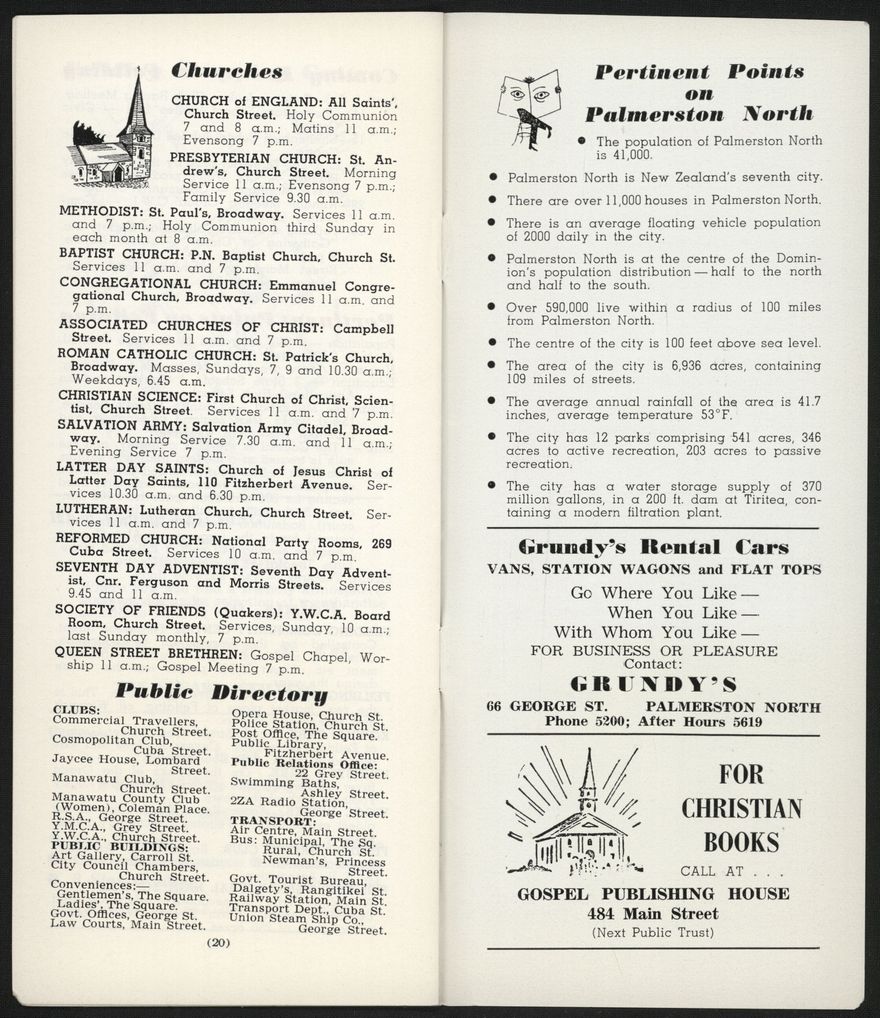 Churches
CHURCH of ENGLAND: All Saints',
Church Street. Holy Communion
7 and 8 a.m.; Matins 11 a.m.;
Evensong 7 p.m.
PRESBYTERIAN CHURCH: St. An-
drew's, Church Street. Morning
Service 11 a.m.; Evensong 7 p.m.;
Family Service 9.30 a.m.
METHODIST: St. Paul's, Broadway. Services 11 a.m.
and 7 p.m.; Holy Communion third Sunday in
each month at 8 a.m.
BAPTIST CHURCH: P.N. Baptist Church, Church St.
Services 11 a.m. and 7 p.m.
CONGREGATIONAL CHURCH: Emmanuel Congre-
gational Church, Broadway. Services 11 a.m. and
7 p.m.
ASSOCIATED CHURCHES OF CHRIST: Campbell
Street. Services 11 a.m. and 7 p.m.
ROMAN CATHOLIC CHURCH: St. Patrick's Church,
Broadway. Masses, Sundays, 7, 9 and 10.30 a.m.;
Weekdays, 6.45 a.m.
CHRISTIAN SCIENCE: First Church of Christ, Scien-
tist, Church Street. Services 11 a.m. and 7 p.m.
SALVATION ARMY: Salvation Army Citadel, Broad-
way. Morning Service 7.30 a.m. and 11 a.m.;
Evening Service 7 p.m.
LATTER DAY SAINTS: Church of Jesus Christ of
Latter Day Saints, 110 Fitzherbert Avenue. Ser-
vices 10.30 a.m. and 6.30 p.m.
LUTHERAN: Lutheran Church, Church Street. Ser-
vices 11 a.m. and 7 p.m.
REFORMED CHURCH: National Party Rooms, 269
Cuba Street. Services 10 a.m. and 7 p.m.
SEVENTH DAY ADVENTIST: Seventh Day Advent-
ist, Cnr. Ferguson and Morris Streets. Services
9.45 and 11 a.m.
SOCIETY OF FRIENDS (Quakers): Y.W.C.A. Board
Room, Church Street. Services, Sunday, 10 a.m.;
last Sunday monthly, 7 p.m.
QUEEN STREET BRETHREN: Gospel Chapel, Wor-
ship 11 a.m.; Gospel Meeting 7 p.m.
Public Directory
CLUBS:
Commercial Travellers,
Church Street.
Cosmopolitan Club,
Cuba Street.
Jaycee House, Lombard
Street.
Manawatu Club,
Church Street.
Manawatu County Club
(Women), Coleman Place.
R.S.A., George Street.
Y.M.C.A., Grey Street.
Y.W.C.A., Church Street.
PUBLIC BUILDINGS:
Art Gallery, Carroll St.
City Council Chambers,
Church Street.
Conveniences:—
Gentlemen's, The Square.
Ladies', The Square.
Govt. Offices, George St.
Law Courts, Main Street.
Opera House, Church St.
Police Station, Church St.
Post Office, The Square.
Public Library,
Fitzherbert Avenue.
Public Relations Office:
22 Grey Street.
Swimming Baths,
Ashley Street.
2ZA Radio Station,
George Street.
TRANSPORT:
Air Centre, Main Street.
Bus: Municipal, The Sq.
Rural, Church St.
Newman's, Princess
Street.
Govt. Tourist Bureau,
Dalgety's, Rangitikei St.
Railway Station, Main St.
Transport Dept., Cuba St.
Union Steam Ship Co.,
George Street.
(20)
Pertinent Points
on
Palmerston North
● The population of Palmerston North
is 41,000.
● Palmerston North is New Zealand's seventh city.
● There are over 11,000 houses in Palmerston North.
● There is an average floating vehicle population
of 2000 daily in the city.
● Palmerston North is at the centre of the Domin-
ion's population distribution — half to the north
and half to the south.
● Over 590,000 live within a radius of 100 miles
from Palmerston North.
● The centre of the city is 100 feet above sea level.
● The area of the city is 6,936 acres, containing
109 miles of streets.
● The average annual rainfall of the area is 41.7
inches, average temperature 53°F.
● The city has 12 parks comprising 541 acres, 346
acres to active recreation, 203 acres to passive
recreation.
● The city has a water storage supply of 370
million gallons, in a 200 ft. dam at Tiritea, con-
taining a modern filtration plant.
Grundy's Rental Cars
VANS, STATION WAGONS and FLAT TOPS
Go Where You Like —
When You Like —
With Whom You Like —
FOR BUSINESS OR PLEASURE
Contact:
GRUNDY'S
66 GEORGE ST. PALMERSTON NORTH
Phone 5200; After Hours 5619
FOR
CHRISTIAN
BOOKS
CALL AT . . .
GOSPEL PUBLISHING HOUSE
484 Main Street
(Next Public Trust)